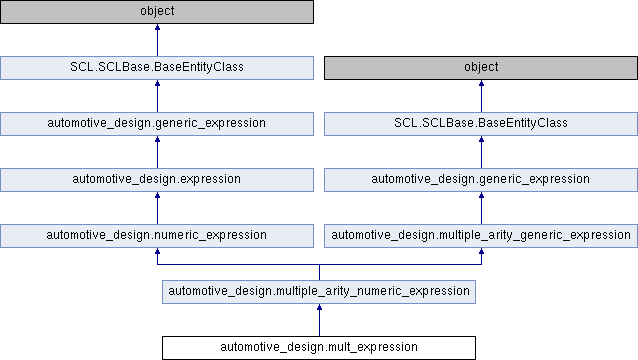 object
SCL.SCLBase.BaseEntityClass
object
automotive_design.generic_expression
SCL.SCLBase.BaseEntityClass
automotive_design.expression
automotive_design.generic_expression
automotive_design.numeric_expression
automotive_design.multiple_arity_generic_expression
automotive_design.multiple_arity_numeric_expression
automotive_design.mult_expression